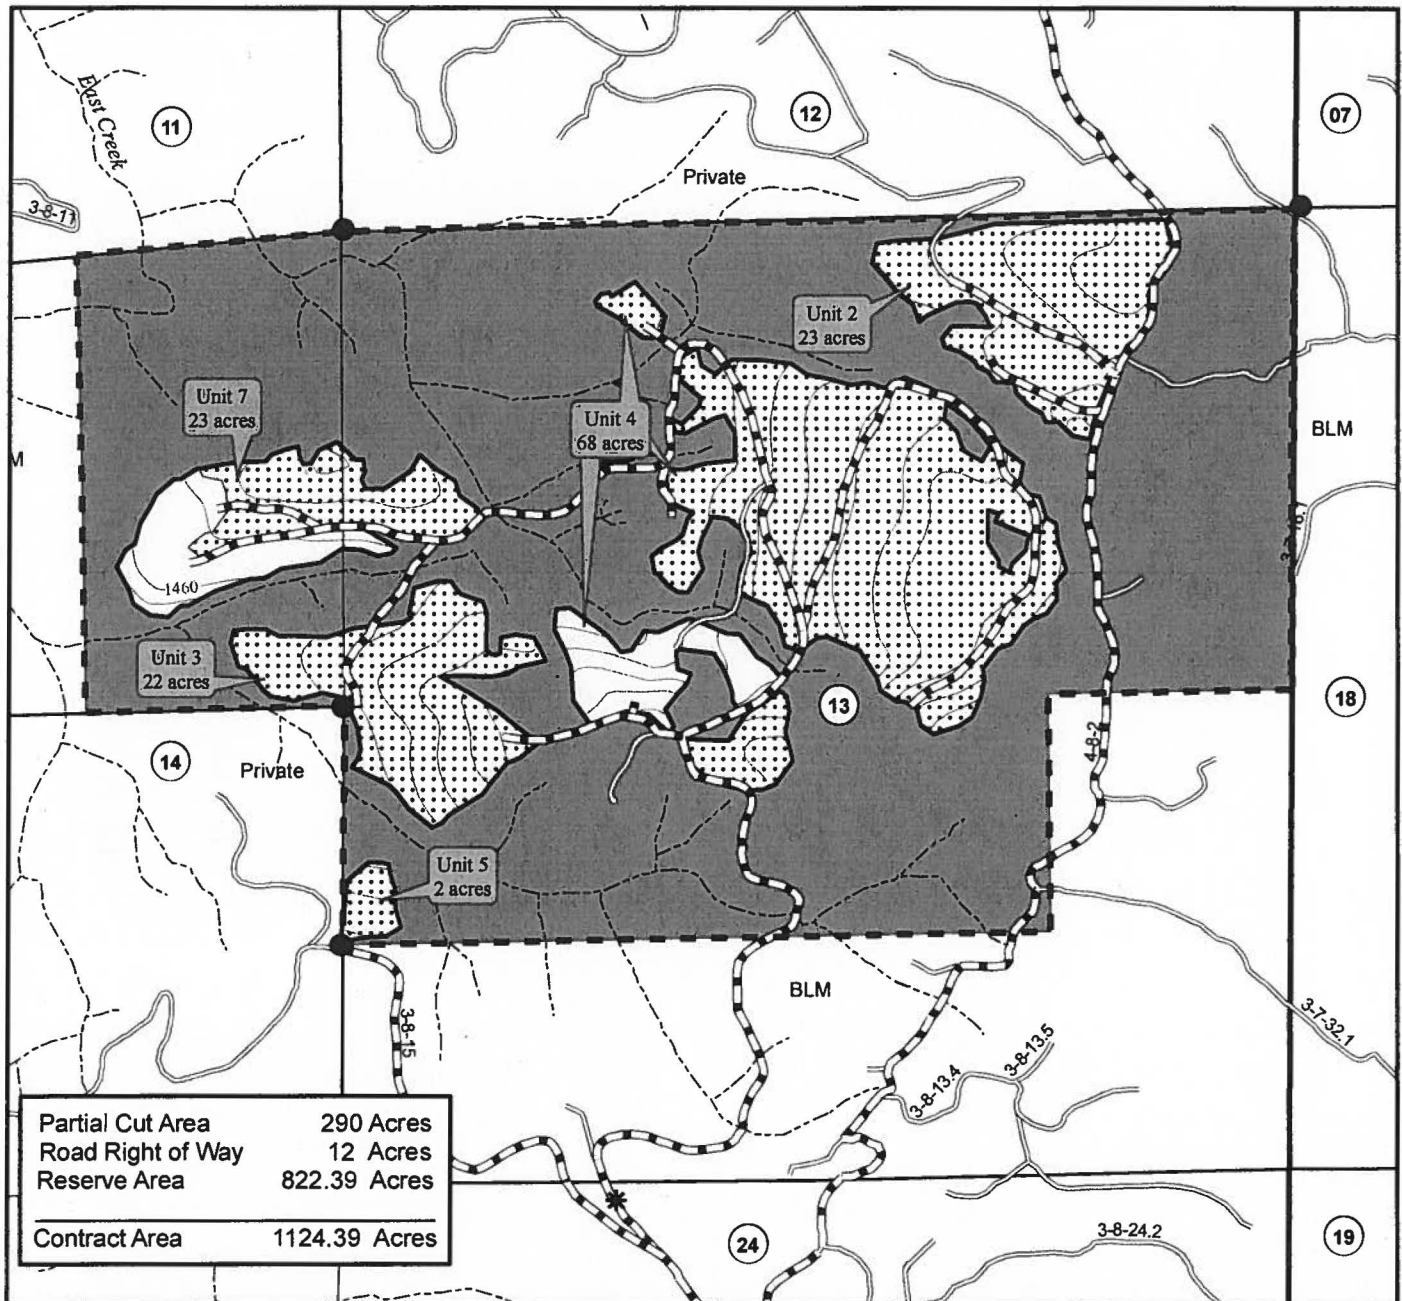 East Creek
11
12
07
Private
3-8-11
Unit 2
23 acres
Unit 7
23 acres
Unit 4
68 acres
BLM
M
1460
Unit 3
22 acres
13
18
14
Private
4-8-2
Unit 5
2 acres
BLM
3-8-15
3-7-32.1
3-8-13.5
3-8-13.4
Partial Cut Area 290 Acres
Road Right of Way 12 Acres
Reserve Area 822.39 Acres
Contract Area 1124.39 Acres
24
3-8-24.2
19